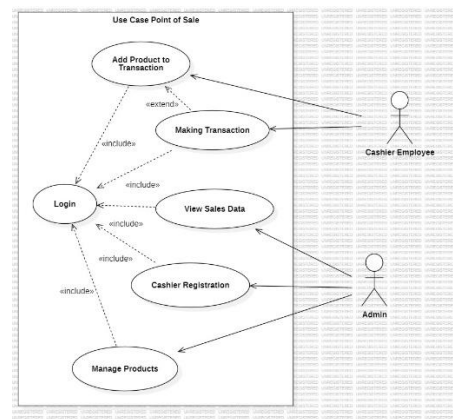 Use Case Point of Sale
Add Product to
Transaction
«extend»
Making Transaction
Cashier Employee
«include»
«include»
Login
View Sales Data
«include»
«include»
Cashier Registration
«include»
Admin
Manage Products